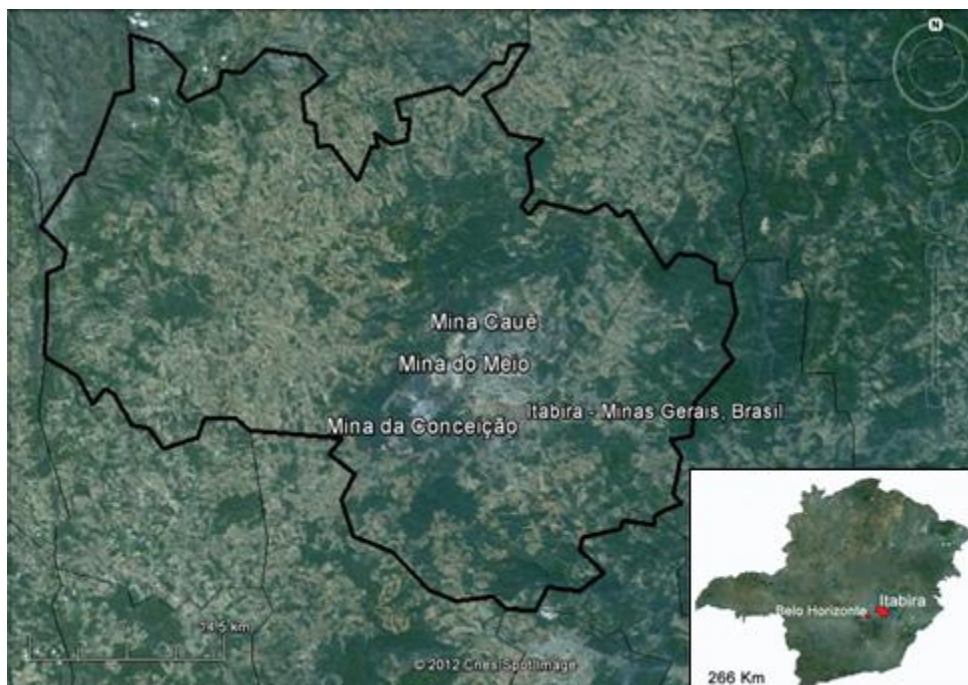 N
Mina Cauê
Mina do Meio
Mina da Conceição
Itabira - Minas Gerais, Brasil
14.5 km
© 2012 Cnes/Spot Image
Belo Horizonte
Itabira
266 Km